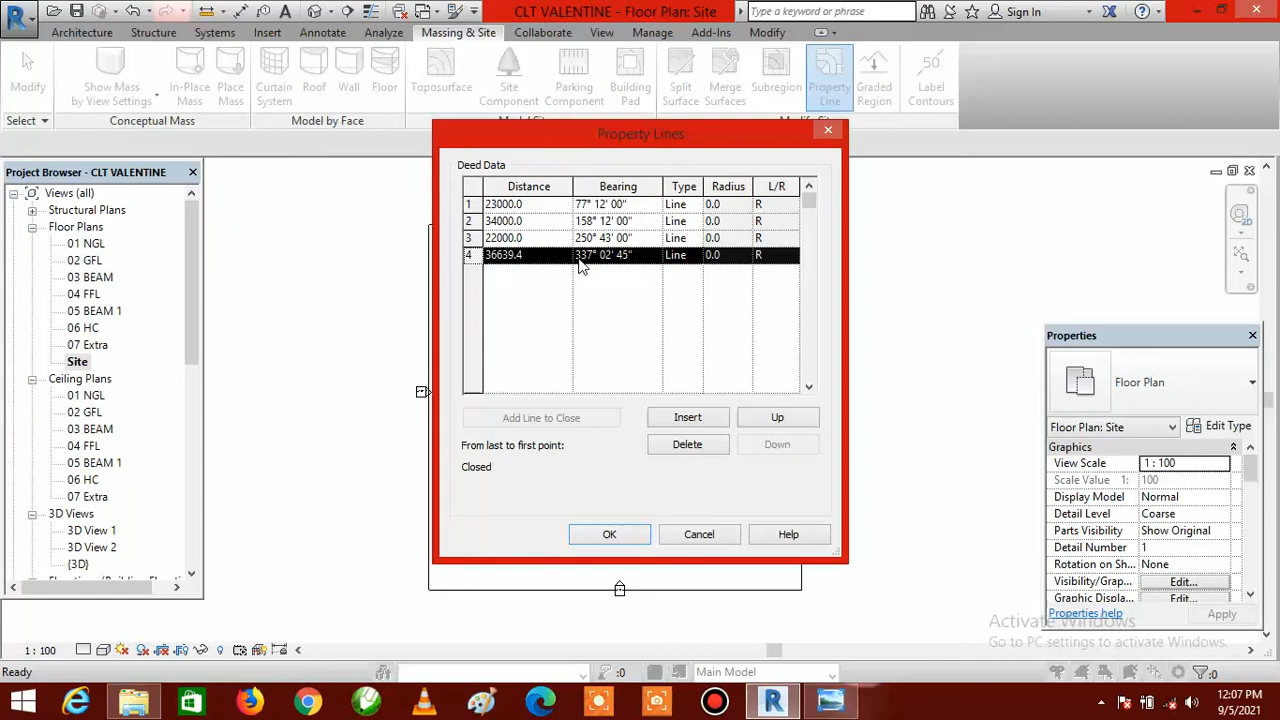 CLT VALENTINE - Floor Plan: Site
Type a keyword or phrase
Sign In
Architecture Structure Systems Insert Annotate Analyze Massing & Site Collaborate View Manage Add-Ins Modify
Modify
Show Mass
by View Settings
In-Place
Mass
Place
Mass
Curtain
System
Roof
Wall
Floor
Toposurface
Site
Component
Parking
Component
Building
Pad
Split
Surface
Merge
Surfaces
Subregion
Property
Line
Graded
Region
50
Label
Contours
Select
Conceptual Mass
Model by Face
Project Browser - CLT VALENTINE
Views (all)
Structural Plans
Floor Plans
01 NGL
02 GFL
03 BEAM
04 FFL
05 BEAM 1
06 HC
07 Extra
Site
Ceiling Plans
01 NGL
02 GFL
03 BEAM
04 FFL
05 BEAM 1
06 HC
07 Extra
3D Views
3D View 1
3D View 2
{3D}
Property Lines
Deed Data
Distance Bearing Type Radius L/R
1 23000.0 77° 12' 00" Line 0.0 R
2 34000.0 158° 12' 00" Line 0.0 R
3 22000.0 250° 43' 00" Line 0.0 R
4 36639.4 337° 02' 45" Line 0.0 R
Add Line to Close
Insert
Up
From last to first point:
Delete
Down
Closed
OK
Cancel
Help
Properties
Floor Plan
Floor Plan: Site
Edit Type
Graphics
View Scale 1 : 100
Scale Value 1: 100
Display Model Normal
Detail Level Coarse
Parts Visibility Show Original
Detail Number 1
Rotation on Sh... None
Visibility/Grap... Edit...
Graphic Displa... Edit...
Properties help
Apply
Activate Windows
Go to PC settings to activate Windows.
1 : 100
Ready
:0
Main Model
:0
12:07 PM
9/5/2021